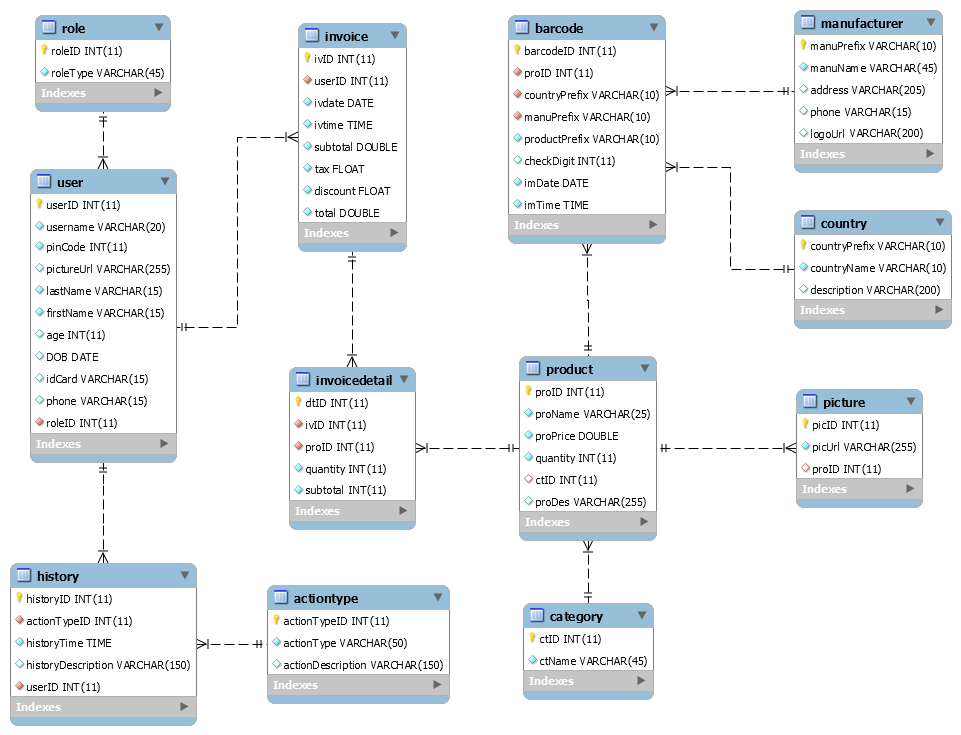 role
roleID INT(11)
roleType VARCHAR(45)
Indexes
user
userID INT(11)
username VARCHAR(20)
pinCode INT(11)
pictureUrl VARCHAR(255)
lastName VARCHAR(15)
firstName VARCHAR(15)
age INT(11)
DOB DATE
idCard VARCHAR(15)
phone VARCHAR(15)
roleID INT(11)
Indexes
history
historyID INT(11)
actionTypeID INT(11)
historyTime TIME
historyDescription VARCHAR(150)
userID INT(11)
Indexes
invoice
ivID INT(11)
userID INT(11)
ivdate DATE
ivtime TIME
subtotal DOUBLE
tax FLOAT
discount FLOAT
total DOUBLE
Indexes
invoicedetail
dtID INT(11)
ivID INT(11)
proID INT(11)
quantity INT(11)
subtotal INT(11)
Indexes
actiontype
actionTypeID INT(11)
actionType VARCHAR(50)
actionDescription VARCHAR(150)
Indexes
barcode
barcodeID INT(11)
proID INT(11)
countryPrefix VARCHAR(10)
manuPrefix VARCHAR(10)
productPrefix VARCHAR(10)
checkDigit INT(11)
imDate DATE
imTime TIME
Indexes
product
proID INT(11)
proName VARCHAR(25)
proPrice DOUBLE
quantity INT(11)
ctID INT(11)
proDes VARCHAR(255)
Indexes
category
ctID INT(11)
ctName VARCHAR(45)
Indexes
manufacturer
manuPrefix VARCHAR(10)
manuName VARCHAR(45)
address VARCHAR(205)
phone VARCHAR(15)
logoUrl VARCHAR(200)
Indexes
country
countryPrefix VARCHAR(10)
countryName VARCHAR(10)
description VARCHAR(200)
Indexes
picture
picID INT(11)
picUrl VARCHAR(255)
proID INT(11)
Indexes